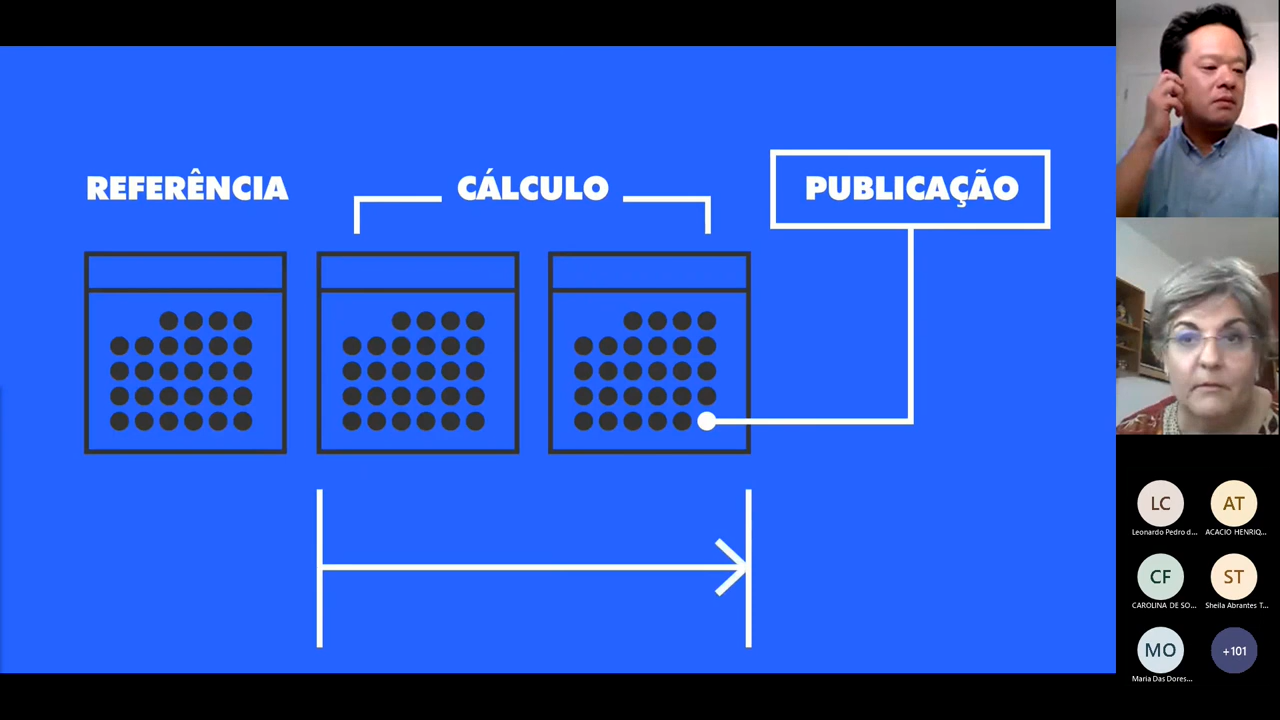 REFERÊNCIA
CÁLCULO
PUBLICAÇÃO
LC
AT
Leonardo Pedro d...
ACACIO HENRIQ...
CF
ST
CAROLINA DE SO...
Sheila Abrantes T...
MO
+101
Maria Das Dores...